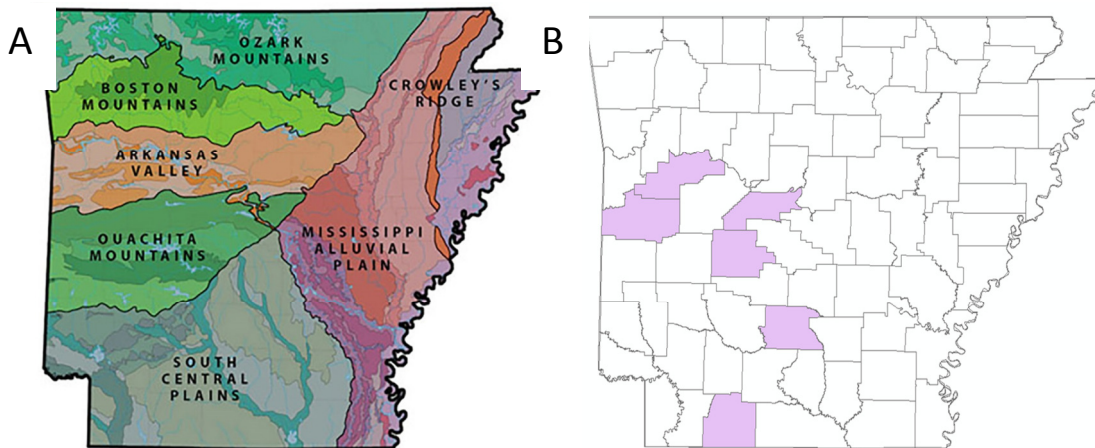 A
B
OZARK
MOUNTAINS
BOSTON
MOUNTAINS
CROWLEY'S
RIDGE
ARKANSAS
VALLEY
OUACHITA
MOUNTAINS
MISSISSIPPI
ALLUVIAL
PLAIN
SOUTH
CENTRAL
PLAINS